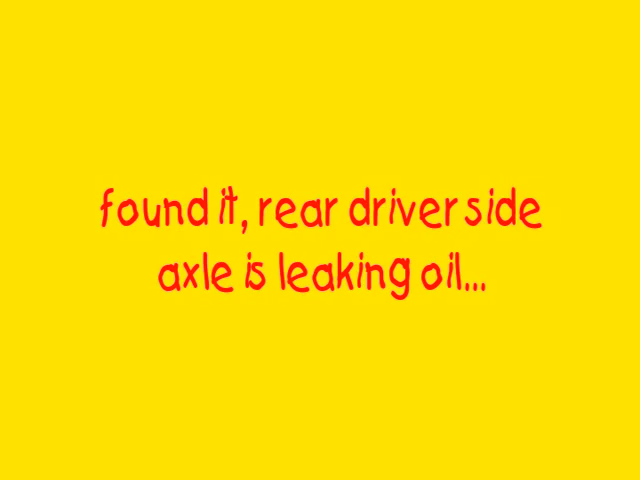 found it, rear driver side
axle is leaking oil...